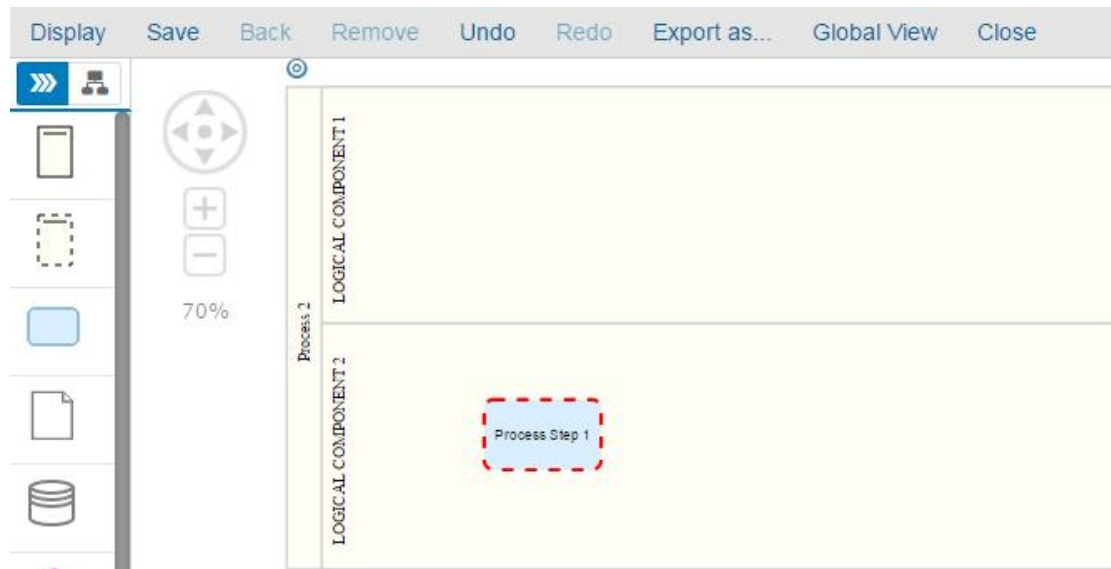 Display Save Back Remove Undo Redo Export as... Global View Close
70%
Process 2
LOGICAL COMPONENT 1
LOGICAL COMPONENT 2
Process Step 1